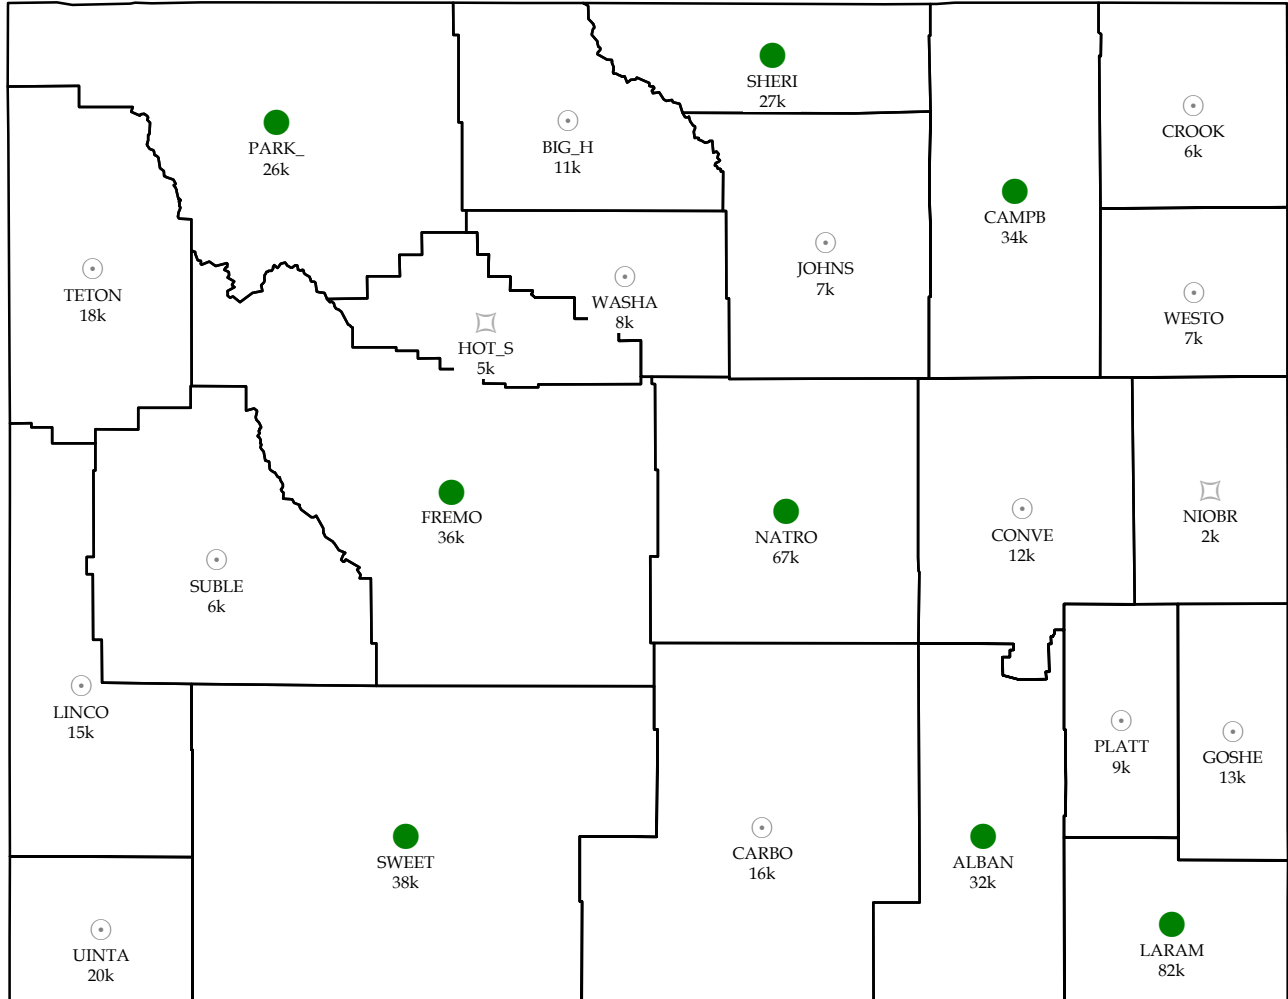 SHERI
27k
PARK_
26k
BIG_H
11k
CROOK
6k
CAMPB
34k
JOHNS
7k
TETON
18k
WASHA
8k
WESTO
7k
HOT_S
5k
FREMO
36k
NATRO
67k
CONVE
12k
NIOBR
2k
SUBLE
6k
LINCO
15k
PLATT
9k
GOSHE
13k
SWEET
38k
CARBO
16k
ALBAN
32k
UINTA
20k
LARAM
82k